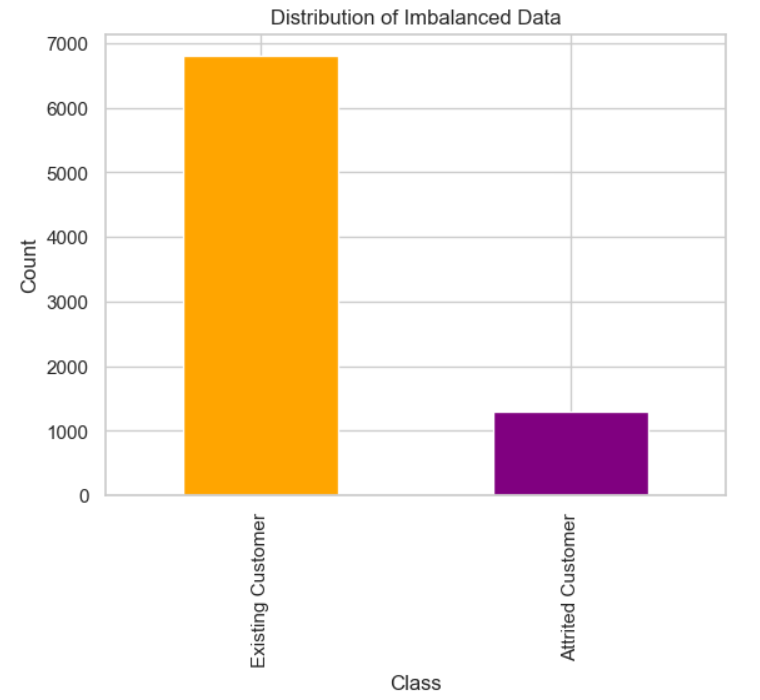 Distribution of Imbalanced Data
7000
6000
5000
4000
3000
2000
1000
0
Count
Existing Customer
Attrited Customer
Class